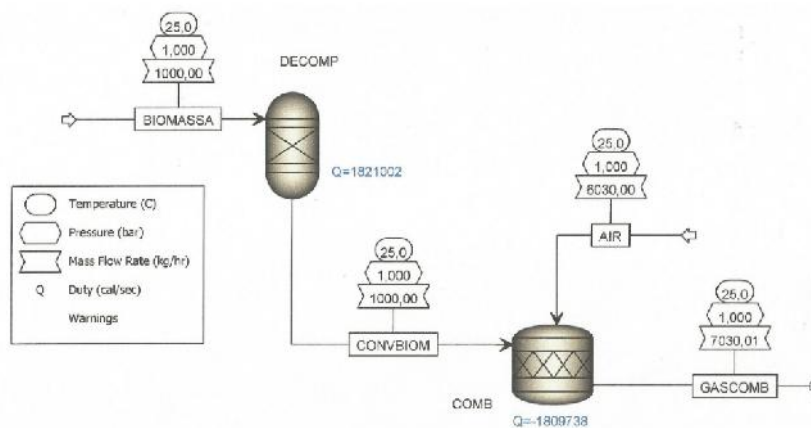 25,0
1,000
1000,00
BIOMASSA
DECOMP
Q=1821002
Temperature (C)
Pressure (bar)
Mass Flow Rate (kg/hr)
Q Duty (cal/sec)
Warnings
25,0
1,000
6030,00
AIR
25,0
1,000
1000,00
CONVBIOM
25,0
1,000
7030,01
GASCOMB
COMB
Q=-1809738